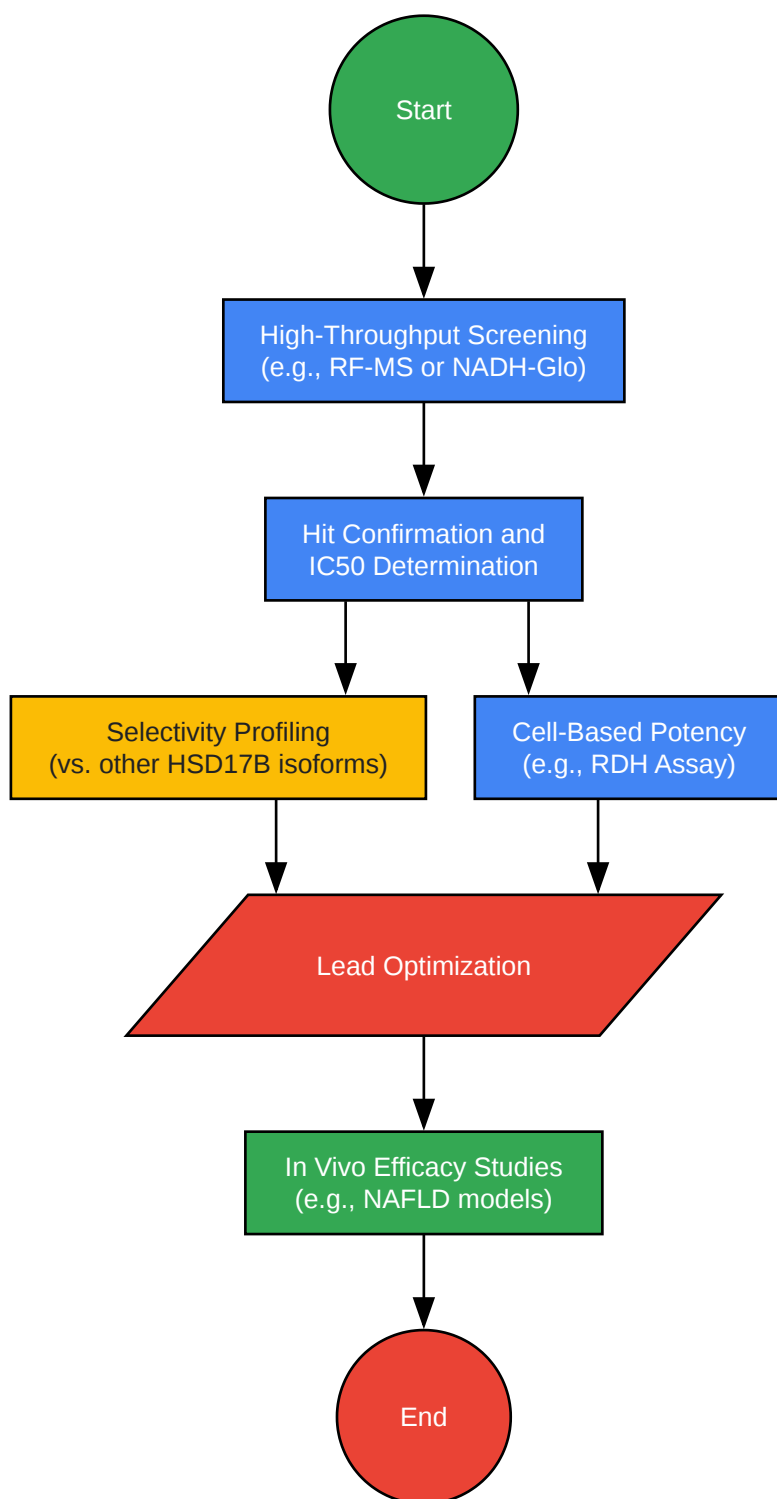 Start
High-Throughput Screening
(e.g., RF-MS or NADH-Glo)
Hit Confirmation and
IC50 Determination
Selectivity Profiling
(vs. other HSD17B isoforms)
Cell-Based Potency
(e.g., RDH Assay)
Lead Optimization
In Vivo Efficacy Studies
(e.g., NAFLD models)
End